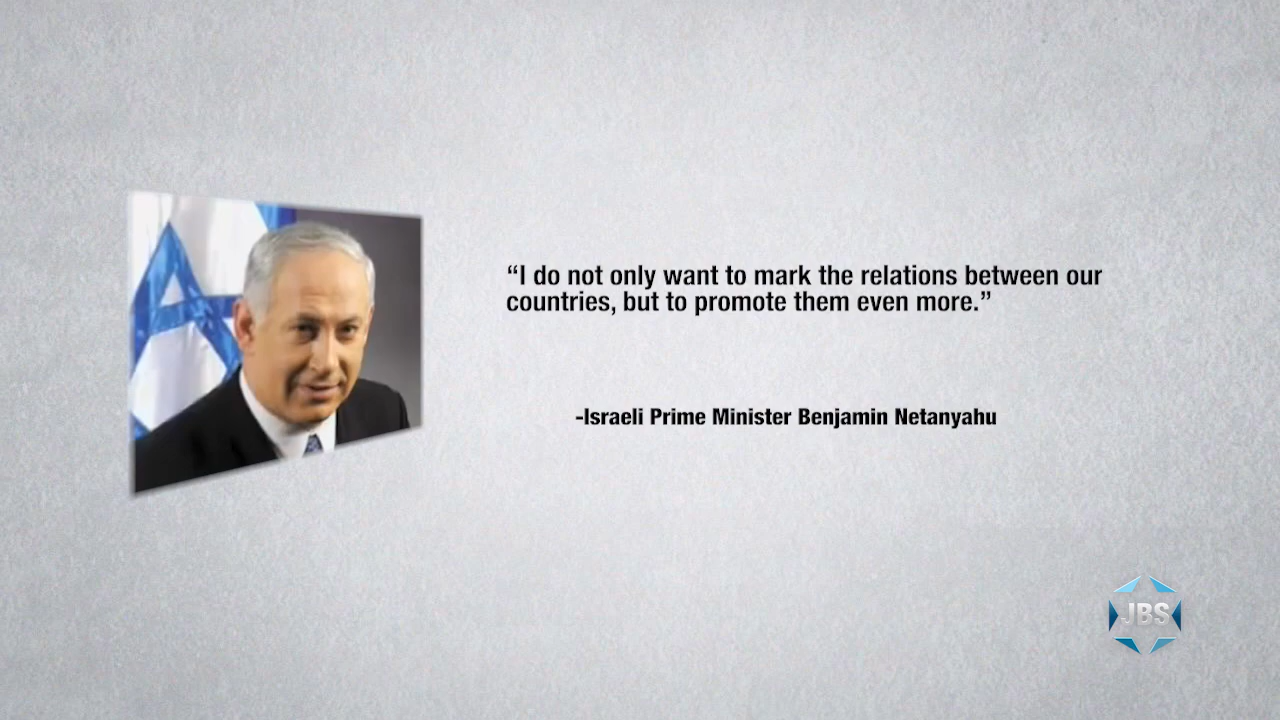 “I do not only want to mark the relations between our
countries, but to promote them even more.”
-Israeli Prime Minister Benjamin Netanyahu
JBS